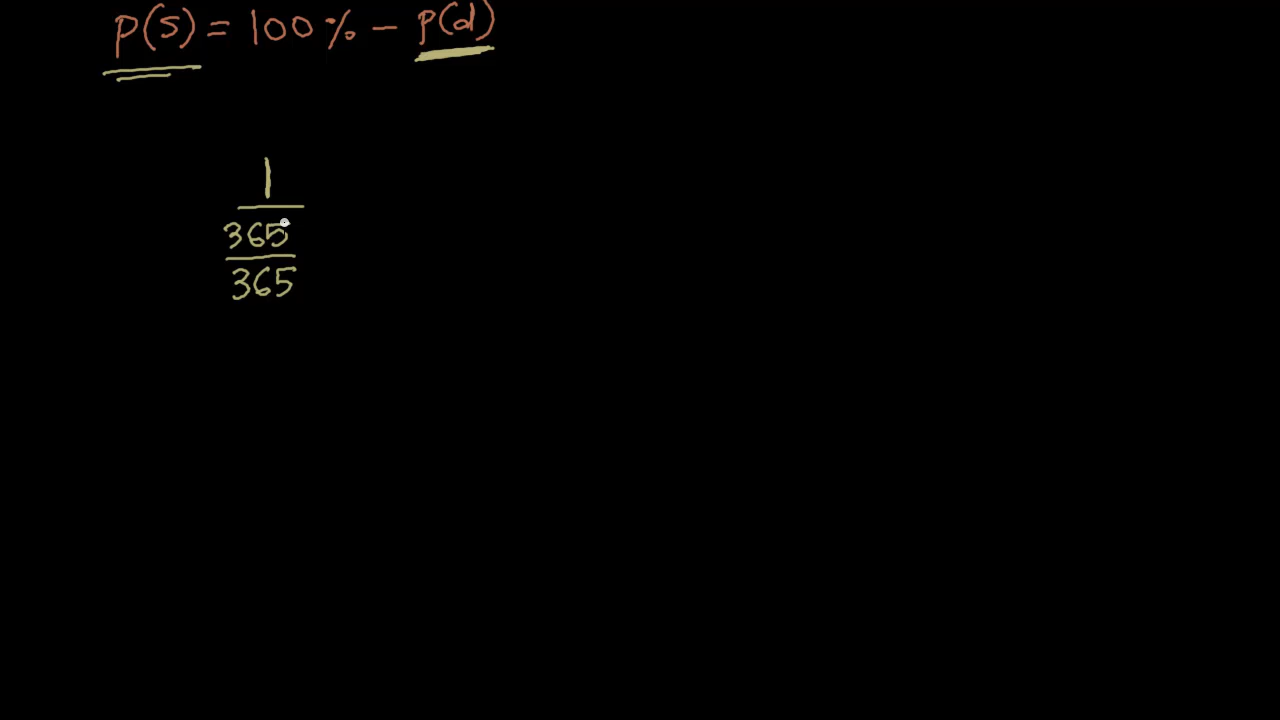 p(s) = 100% - p(d)
1
365
365